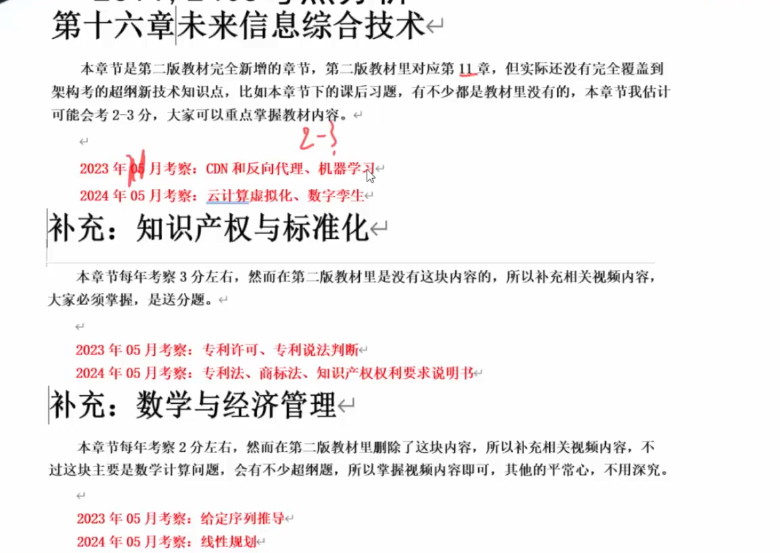 第十六章未来信息综合技术
本章节是第二版教材完全新增的章节，第二版教材里对应第 11 章，但实际还没有完全覆盖到
架构考的超纲新技术知识点，比如本章节下的课后习题，有不少都是教材里没有的，本章节我估计
可能会考 2-3 分，大家可以重点掌握教材内容。
2-3
2023 年 05 月考察：CDN 和反向代理、机器学习
2024 年 05 月考察：云计算虚拟化、数字孪生
补充：知识产权与标准化
本章节每年考察 3 分左右，然而在第二版教材里是没有这块内容的，所以补充相关视频内容，
大家必须掌握，是送分题。
2023 年 05 月考察：专利许可、专利说法判断
2024 年 05 月考察：专利法、商标法、知识产权权利要求说明书
补充：数学与经济管理
本章节每年考察 2 分左右，然而在第二版教材里删除了这块内容，所以补充相关视频内容，不
过这块主要是数学计算问题，会有不少超纲题，所以掌握视频内容即可，其他的平常心，不用深究。
2023 年 05 月考察：给定序列推导
2024 年 05 月考察：线性规划